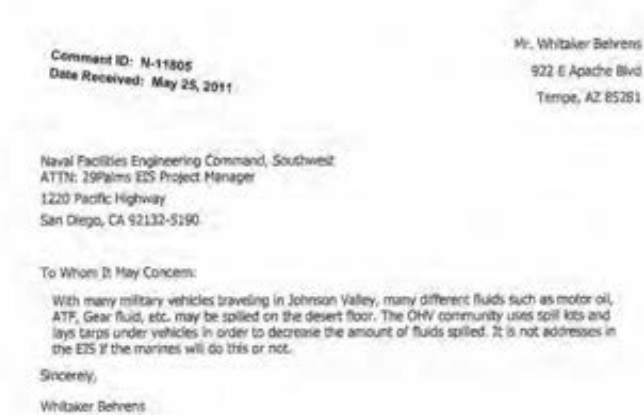 Comment ID: N-11805
Date Received: May 25, 2011
Mr. Whitaker Behrens
922 E Apache Blvd
Tempe, AZ 85281
Naval Facilities Engineering Command, Southwest
ATTN: 29Palms EIS Project Manager
1220 Pacific Highway
San Diego, CA 92132-5190
To Whom It May Concern:
With many military vehicles traveling in Johnson Valley, many different fluids such as motor oil,
ATF, Gear fluid, etc. may be spilled on the desert floor. The OHV community uses spill kits and
lays tarps under vehicles in order to decrease the amount of fluids spilled. It is not addresses in
the EIS if the marines will do this or not.
Sincerely,
Whitaker Behrens